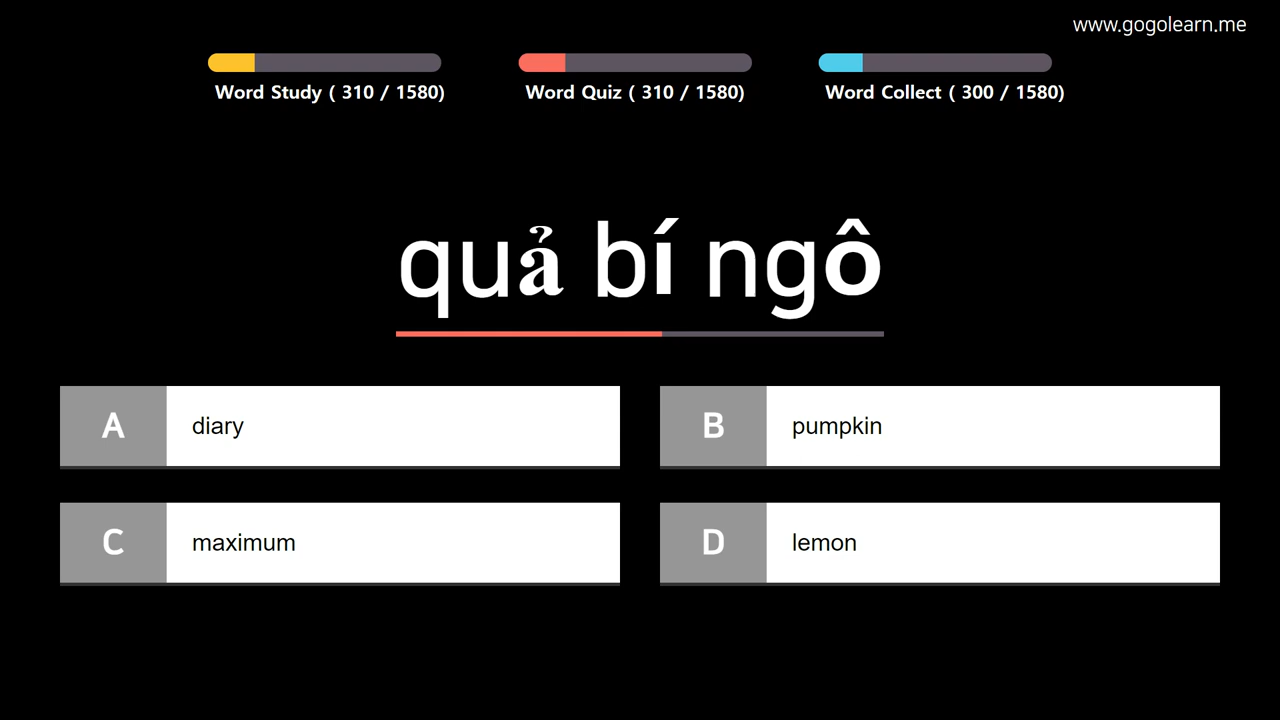 www.gogolearn.me
Word Study ( 310 / 1580)
Word Quiz ( 310 / 1580)
Word Collect ( 300 / 1580)
quả bí ngô
A diary
B pumpkin
C maximum
D lemon